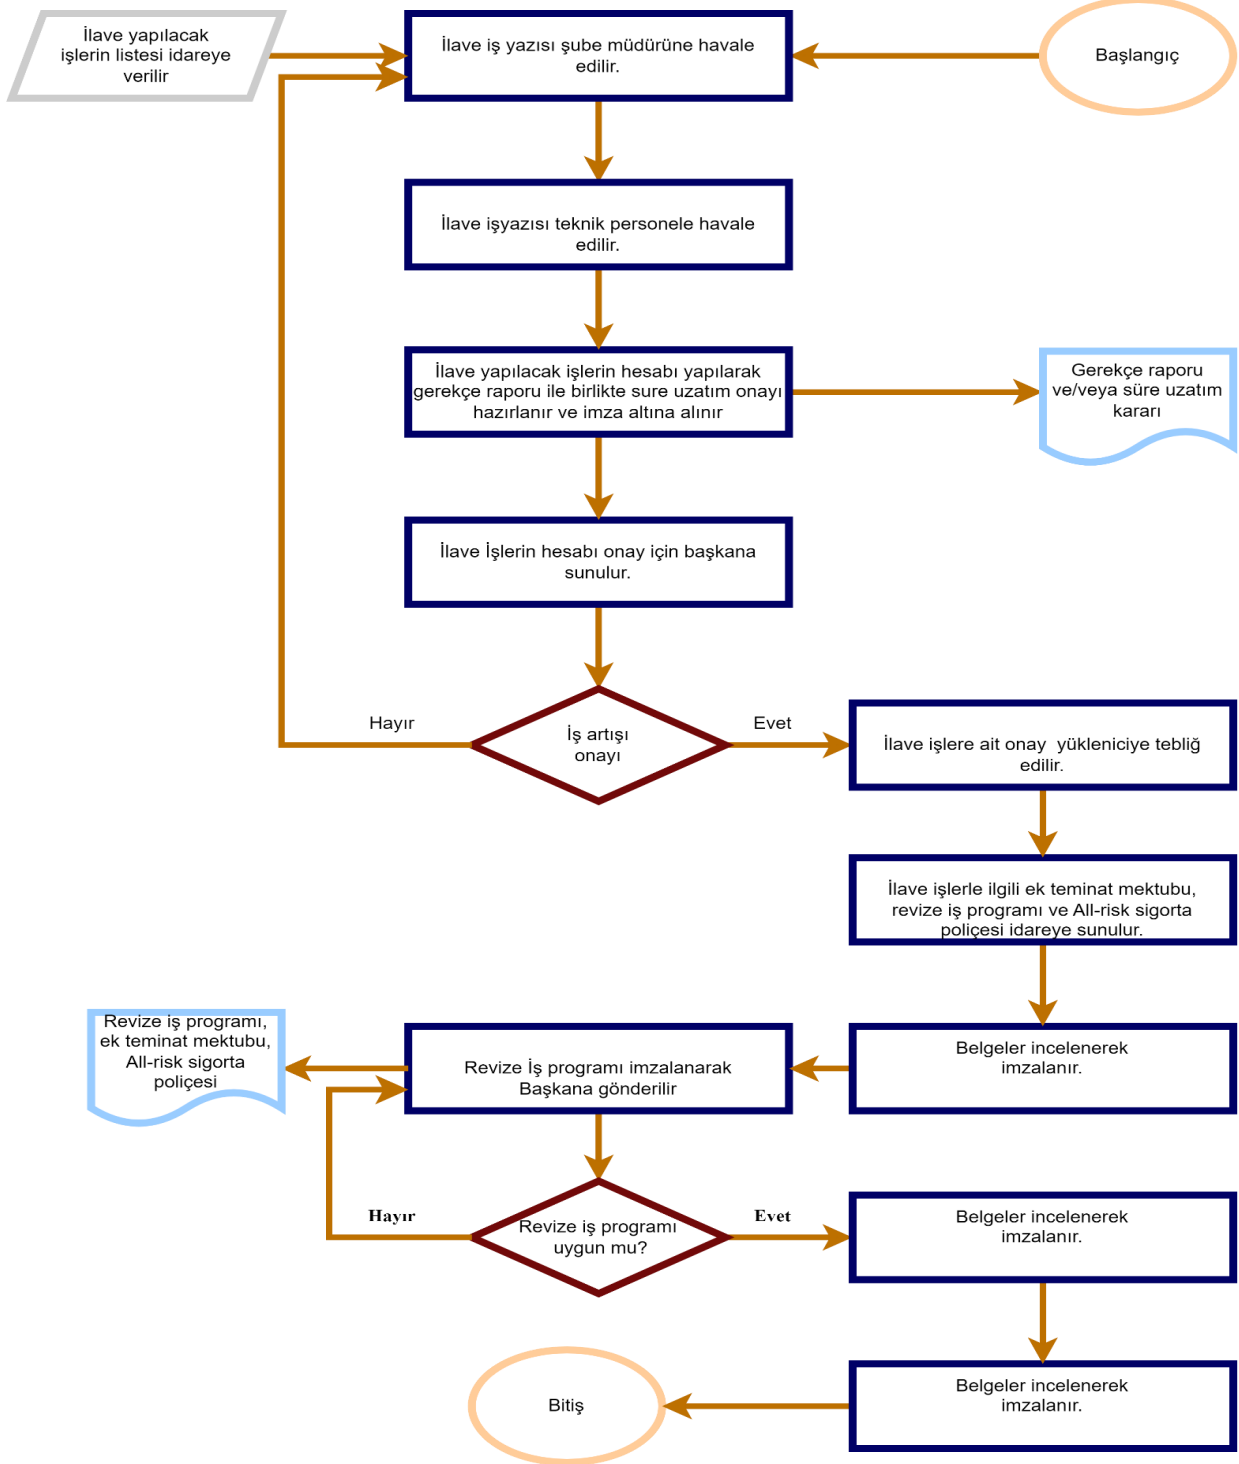 İlave yapılacak
işlerin listesi idareye
verilir
İlave iş yazısı şube müdürüne havale
edilir.
Başlangıç
İlave işyazısı teknik personele havale
edilir.
İlave yapılacak işlerin hesabı yapılarak
gerekçe raporu ile birlikte sure uzatım onayı
hazırlanır ve imza altına alınır
Gerekçe raporu
ve/veya süre uzatım
kararı
İlave İşlerin hesabı onay için başkana
sunulur.
Hayır
İş artışı
onayı
Evet
İlave işlere ait onay  yükleniciye tebliğ
edilir.
İlave işlerle ilgili ek teminat mektubu,
revize iş programı ve All-risk sigorta
poliçesi idareye sunulur.
Revize iş programı,
ek teminat mektubu,
All-risk sigorta
poliçesi
Revize İş programı imzalanarak
Başkana gönderilir
Belgeler incelenerek
imzalanır.
Hayır
Revize iş programı
uygun mu?
Evet
Belgeler incelenerek
imzalanır.
Bitiş
Belgeler incelenerek
imzalanır.